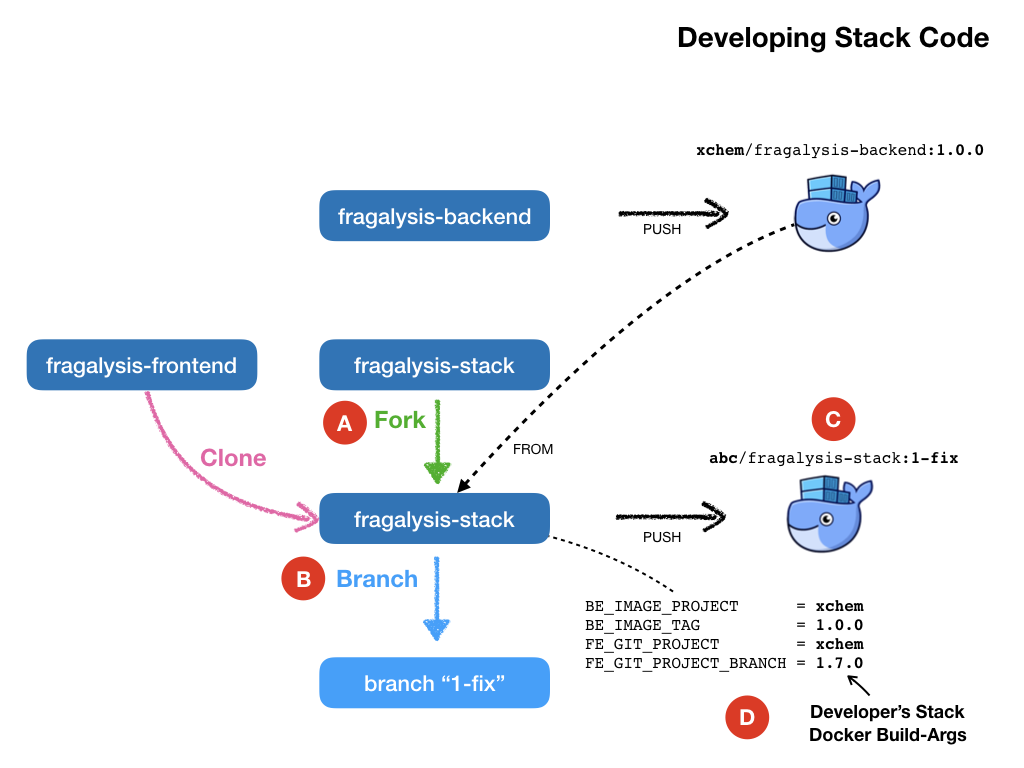 Developing Stack Code
xchem/fragalysis-backend:1.0.0
fragalysis-backend
PUSH
fragalysis-frontend
fragalysis-stack
A
Fork
C
Clone
FROM
abc/fragalysis-stack:1-fix
fragalysis-stack
PUSH
B
Branch
BE_IMAGE_PROJECT = xchem
BE_IMAGE_TAG = 1.0.0
FE_GIT_PROJECT = xchem
FE_GIT_PROJECT_BRANCH = 1.7.0
branch “1-fix”
D
Developer’s Stack
Docker Build-Args